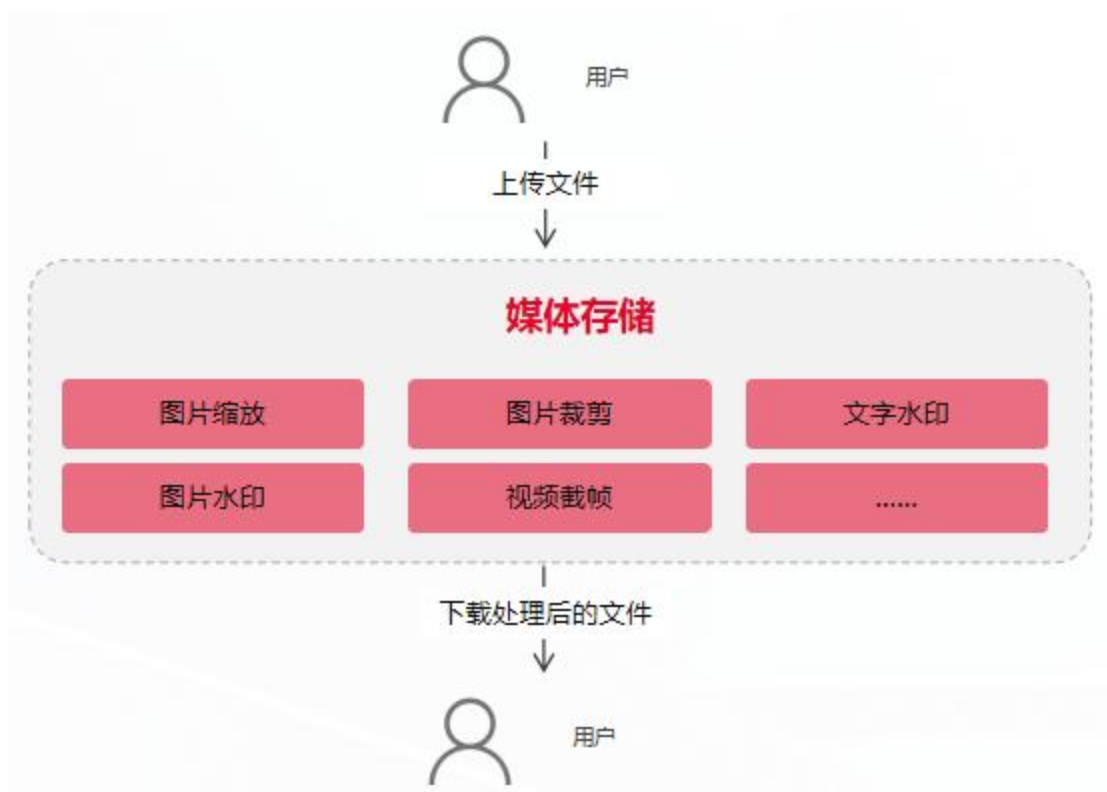 用户
上传文件
媒体存储
图片缩放
图片裁剪
文字水印
图片水印
视频截帧
......
下载处理后的文件
用户